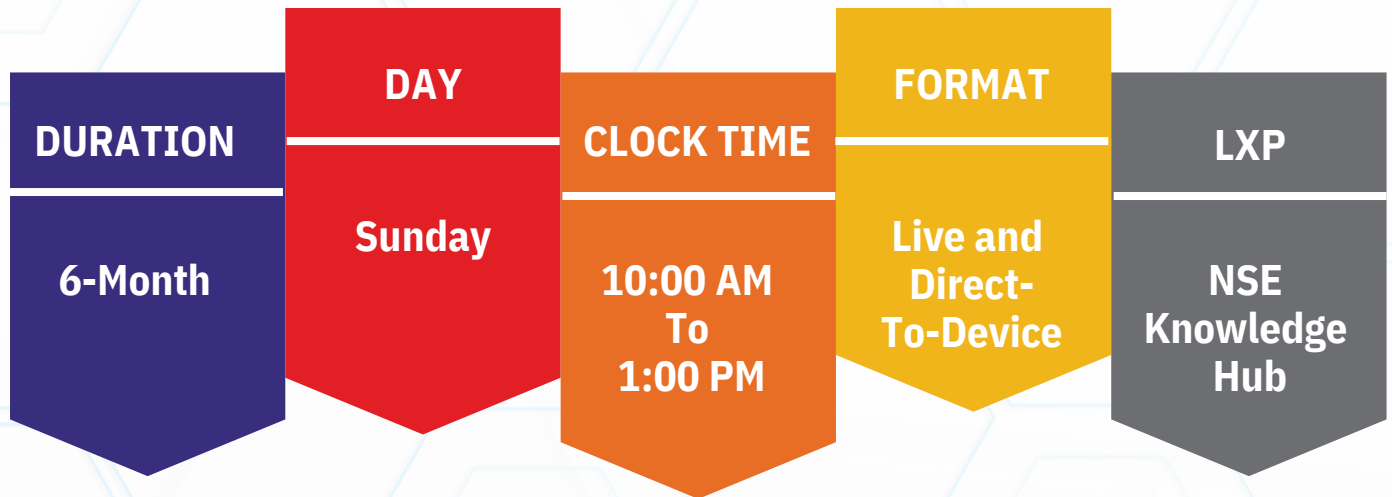 DURATION
6-Month
DAY
Sunday
CLOCK TIME
10:00 AM
To
1:00 PM
FORMAT
Live and
Direct-
To-Device
LXP
NSE
Knowledge
Hub